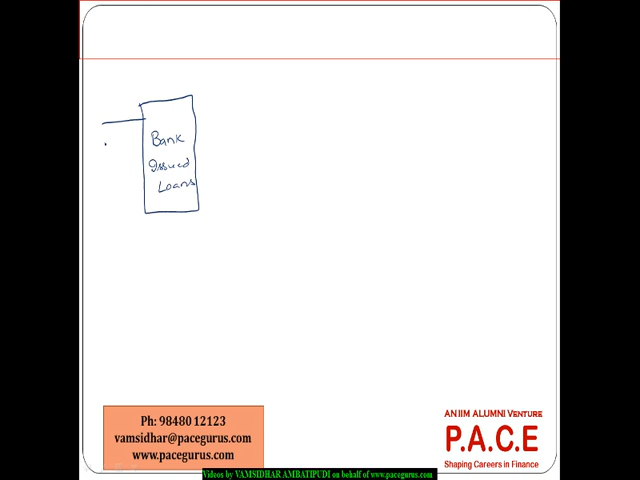 Bank
Issued
Loans
Ph: 98480 12123
vamsidhar@pacegurus.com
www.pacegurus.com
AN IIM ALUMNI VENTURE
P.A.C.E
Shaping Careers in Finance
Videos by VAMSIDHAR AMBATIPUDI on behalf of www.pacegurus.com